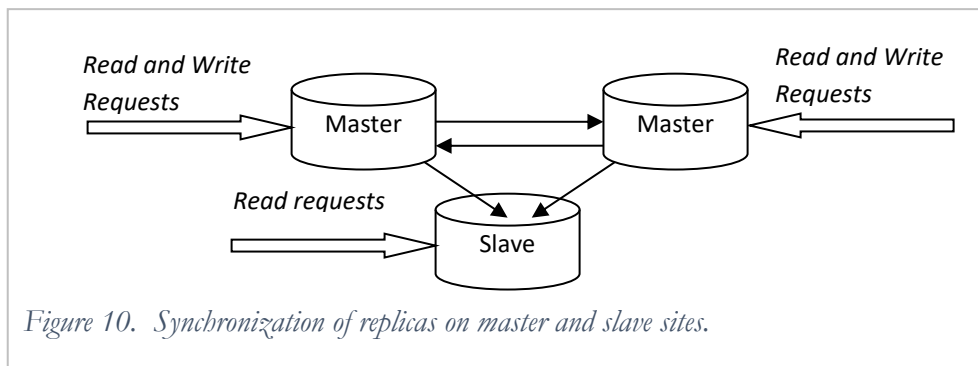 Read and Write
Requests
Read and Write
Requests
Master
Master
Read requests
Slave
Figure 10. Synchronization of replicas on master and slave sites.